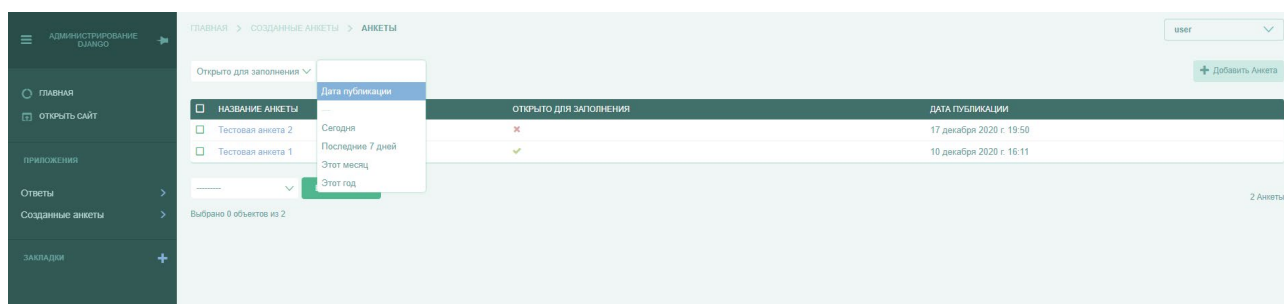 АДМИНИСТРИРОВАНИЕ
DJANGO
ГЛАВНАЯ > СОЗДАННЫЕ АНКЕТЫ > АНКЕТЫ
user
Открыто для заполнения
Добавить Анкета
Дата публикации
---
Сегодня
Последние 7 дней
Этот месяц
Этот год
ГЛАВНАЯ
ОТКРЫТЬ САЙТ
ПРИЛОЖЕНИЯ
Ответы
Созданные анкеты
ЗАКЛАДКИ
НАЗВАНИЕ АНКЕТЫ ОТКРЫТО ДЛЯ ЗАПОЛНЕНИЯ ДАТА ПУБЛИКАЦИИ
Тестовая анкета 2 17 декабря 2020 г. 19:50
Тестовая анкета 1 10 декабря 2020 г. 16:11
---------
2 Анкеты
Выбрано 0 объектов из 2